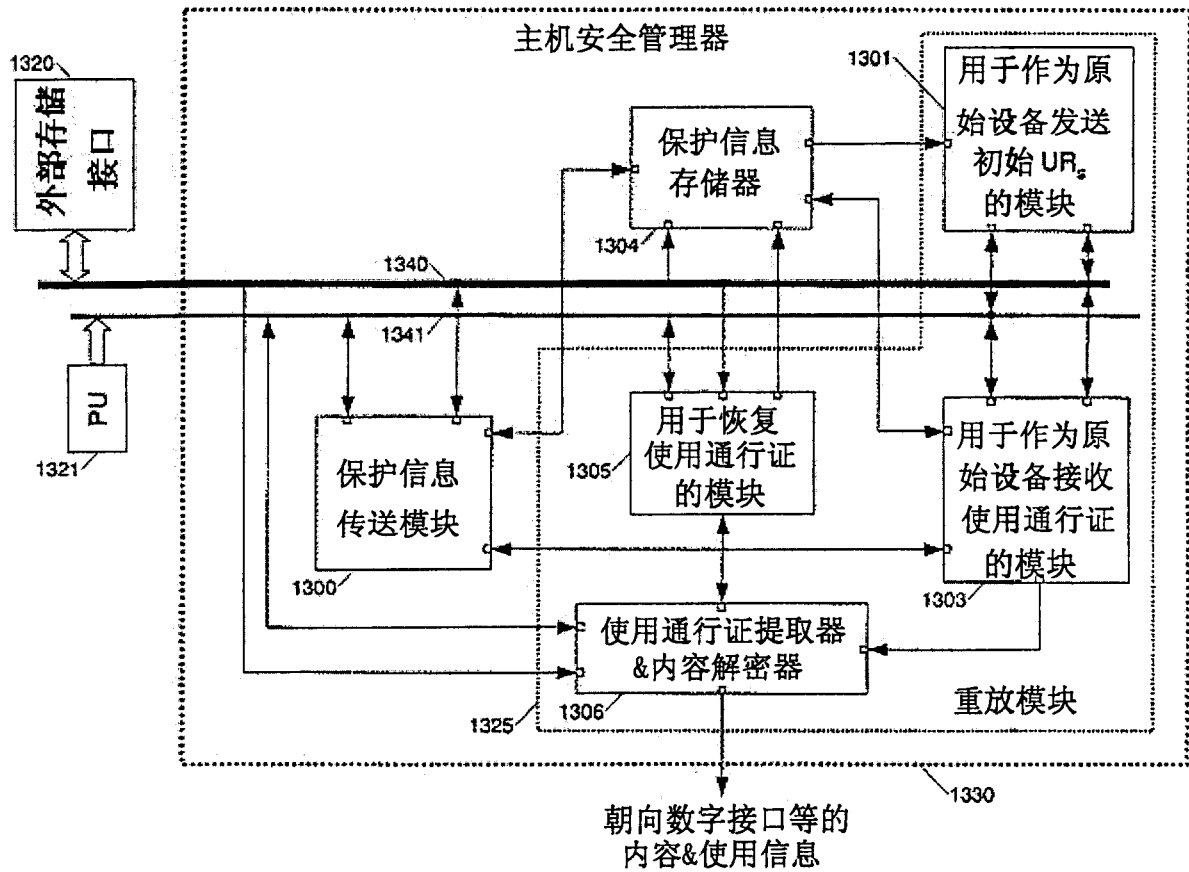 主机安全管理器
1320
外部存储
接口
1301
用于作为原
始设备发送
初始 URs
的模块
保护信息
存储器
1304
1340
1341
PU
1321
保护信息
传送模块
1300
用于恢复
使用通行证
的模块
1305
用于作为原
始设备接收
使用通行证
的模块
1303
使用通行证提取器
&内容解密器
1306
1325
重放模块
1330
朝向数字接口等的
内容&使用信息